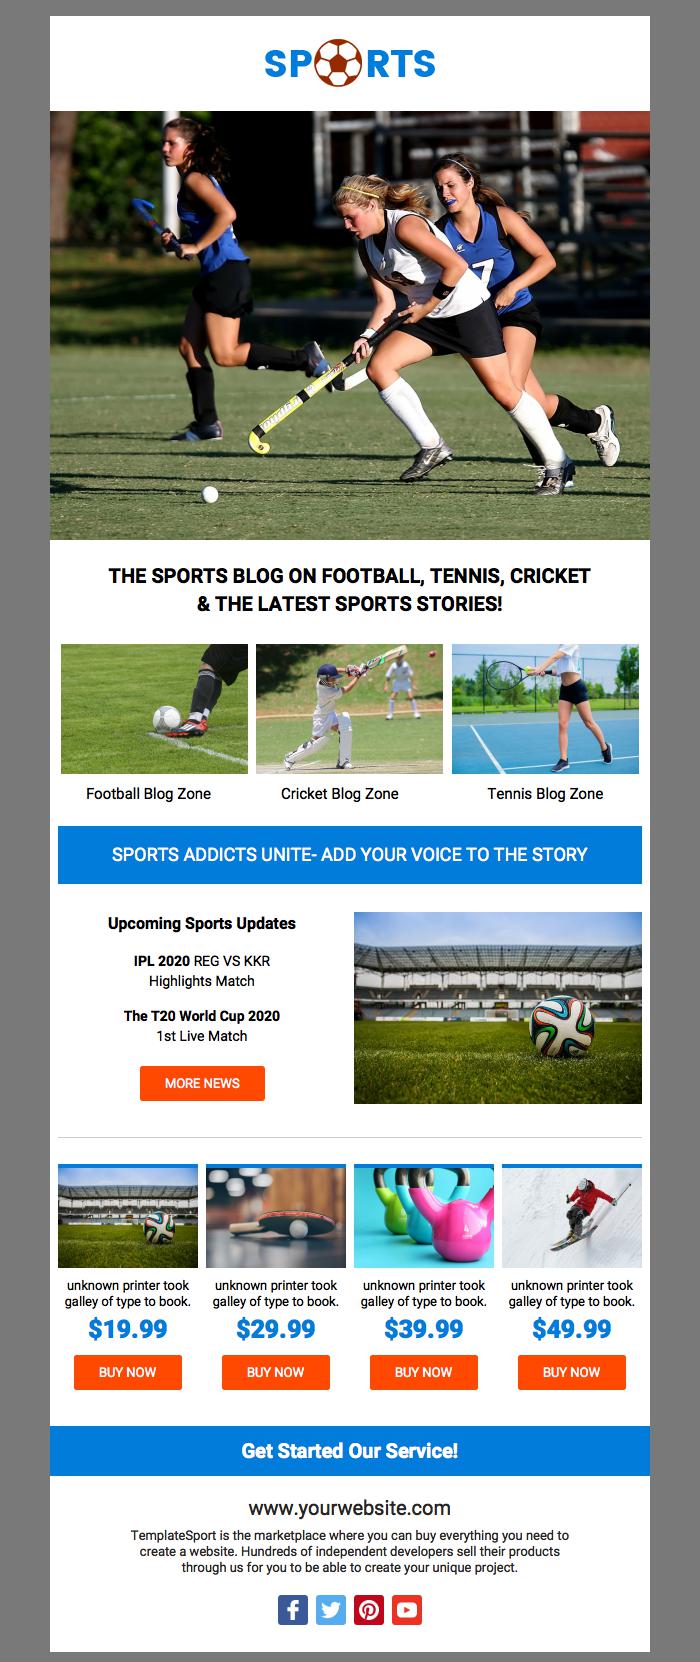 SPORTS
7
THE SPORTS BLOG ON FOOTBALL, TENNIS, CRICKET
& THE LATEST SPORTS STORIES!
Football Blog Zone
Cricket Blog Zone
Tennis Blog Zone
SPORTS ADDICTS UNITE- ADD YOUR VOICE TO THE STORY
Upcoming Sports Updates
IPL 2020 REG VS KKR
Highlights Match
The T20 World Cup 2020
1st Live Match
MORE NEWS
unknown printer took
galley of type to book.
$19.99
BUY NOW
unknown printer took
galley of type to book.
$29.99
BUY NOW
unknown printer took
galley of type to book.
$39.99
BUY NOW
unknown printer took
galley of type to book.
$49.99
BUY NOW
Get Started Our Service!
www.yourwebsite.com
TemplateSport is the marketplace where you can buy everything you need to
create a website. Hundreds of independent developers sell their products
through us for you to be able to create your unique project.